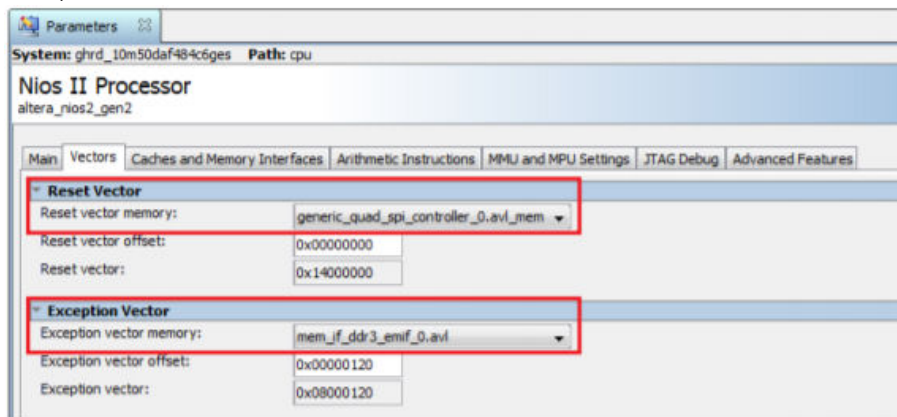 Parameters
System: ghrd_10m50daf484c6ges Path: cpu
Nios II Processor
altera_nios2_gen2
Main Vectors Caches and Memory Interfaces Arithmetic Instructions MMU and MPU Settings JTAG Debug Advanced Features
Reset Vector
Reset vector memory: generic_quad_spi_controller_0.avl_mem
Reset vector offset: 0x00000000
Reset vector: 0x14000000
Exception Vector
Exception vector memory: mem_if_ddr3_emif_0.avl
Exception vector offset: 0x00000120
Exception vector: 0x08000120